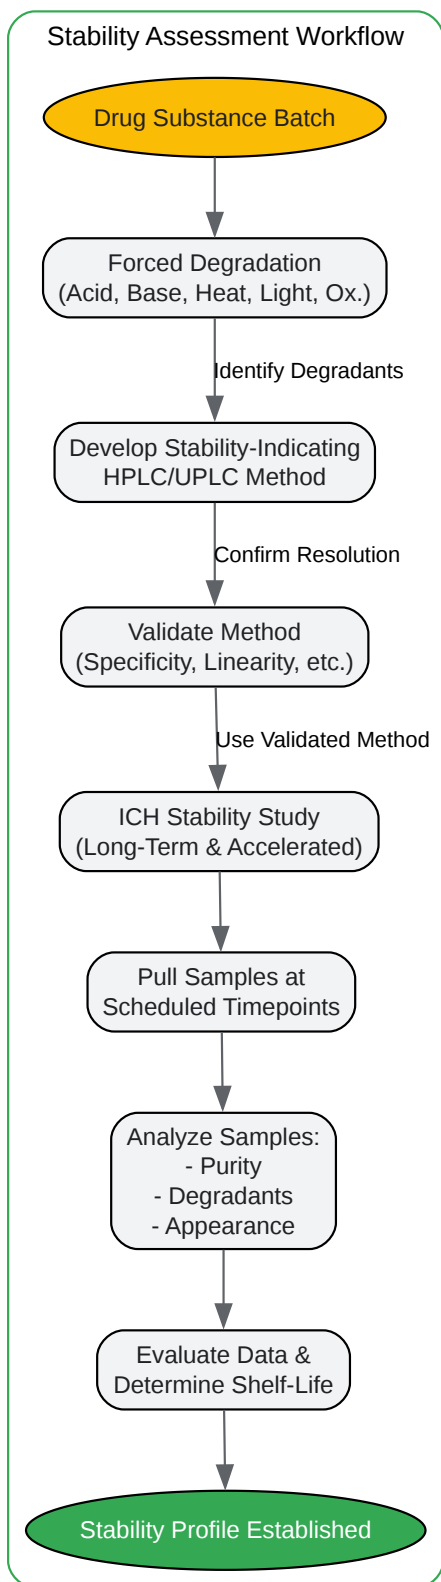 Stability Assessment Workflow
Drug Substance Batch
Forced Degradation
(Acid, Base, Heat, Light, Ox.)
Identify Degradants
Develop Stability-Indicating
HPLC/UPLC Method
Confirm Resolution
Validate Method
(Specificity, Linearity, etc.)
Use Validated Method
ICH Stability Study
(Long-Term & Accelerated)
Pull Samples at
Scheduled Timepoints
Analyze Samples:
- Purity
- Degradants
- Appearance
Evaluate Data &
Determine Shelf-Life
Stability Profile Established